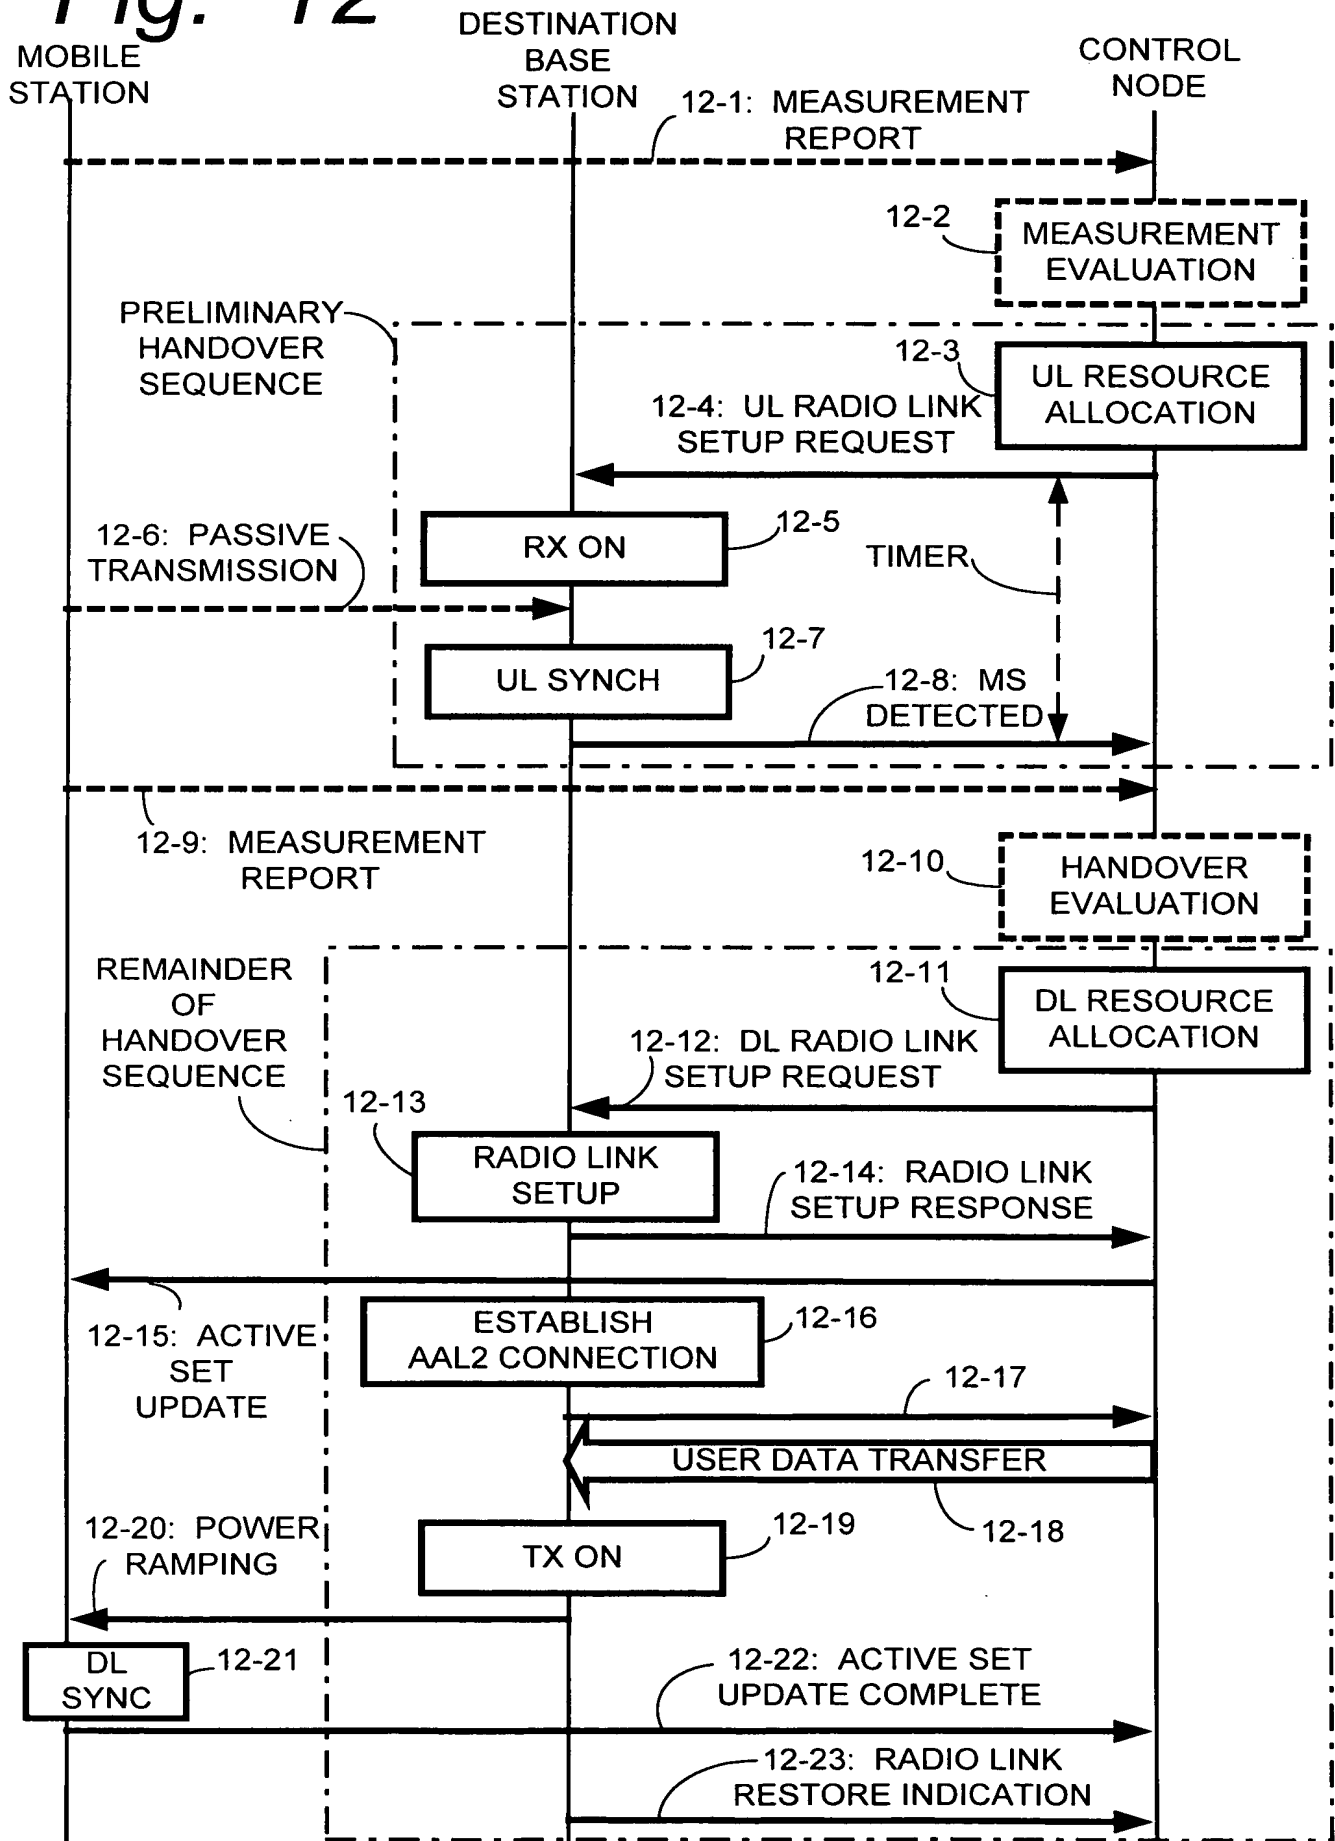 Fig. 12
MOBILE
STATION
DESTINATION
BASE
STATION
CONTROL
NODE
12-1: MEASUREMENT
REPORT
12-2
MEASUREMENT
EVALUATION
PRELIMINARY
HANDOVER
SEQUENCE
12-3
UL RESOURCE
ALLOCATION
12-4: UL RADIO LINK
SETUP REQUEST
RX ON
12-5
12-6: PASSIVE
TRANSMISSION
TIMER
UL SYNCH
12-7
12-8: MS
DETECTED
12-9: MEASUREMENT
REPORT
12-10
HANDOVER
EVALUATION
REMAINDER
OF
HANDOVER
SEQUENCE
12-11
DL RESOURCE
ALLOCATION
12-12: DL RADIO LINK
SETUP REQUEST
12-13
RADIO LINK
SETUP
12-14: RADIO LINK
SETUP RESPONSE
12-15: ACTIVE
SET
UPDATE
ESTABLISH
AAL2 CONNECTION
12-16
12-17
USER DATA TRANSFER
12-18
TX ON
12-19
12-20: POWER
RAMPING
DL
SYNC
12-21
12-22: ACTIVE SET
UPDATE COMPLETE
12-23: RADIO LINK
RESTORE INDICATION